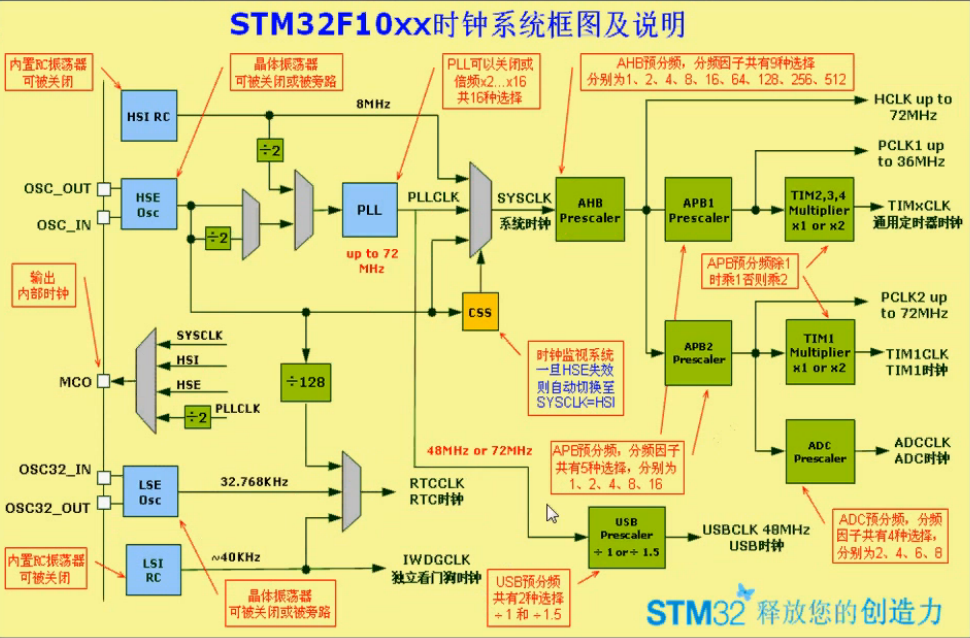 STM32F10xx时钟系统框图及说明
内置RC振荡器
可被关闭
晶体振荡器
可被关闭或被旁路
PLL可以关闭或
倍频x2...x16
共16种选择
AHB预分频，分频因子共有9种选择
分别为1、2、4、8、16、64、128、256、512
HSI RC
8MHz
÷2
HCLK up to
72MHz
PCLK1 up
to 36MHz
OSC_OUT
OSC_IN
HSE
Osc
÷2
PLL
PLLCLK
up to 72
MHz
SYSCLK
系统时钟
AHB
Prescaler
APB1
Prescaler
TIM2,3,4
Multiplier
x1 or x2
TIMxCLK
通用定时器时钟
APB预分频除1
时乘1否则乘2
输出
内部时钟
CSS
PCLK2 up
to 72MHz
APB2
Prescaler
TIM1
Multiplier
x1 or x2
TIM1CLK
TIM1时钟
时钟监视系统
一旦HSE失效
则自动切换至
SYSCLK=HSI
MCO
SYSCLK
HSI
HSE
÷2
PLLCLK
÷128
48MHz or 72MHz
APB预分频，分频因子
共有5种选择，分别为
1、2、4、8、16
ADC
Prescaler
ADCCLK
ADC时钟
OSC32_IN
OSC32_OUT
LSE
Osc
32.768KHz
RTCCLK
RTC时钟
USB
Prescaler
÷ 1 or ÷ 1.5
USBCLK 48MHz
USB时钟
ADC预分频，分频
因子共有4种选择，
分别为2、4、6、8
内置RC振荡器
可被关闭
LSI
RC
~40KHz
IWDGCLK
独立看门狗时钟
晶体振荡器
可被关闭或被旁路
USB预分频
共有2种选择
÷1 和 ÷1.5
STM32 释放您的创造力